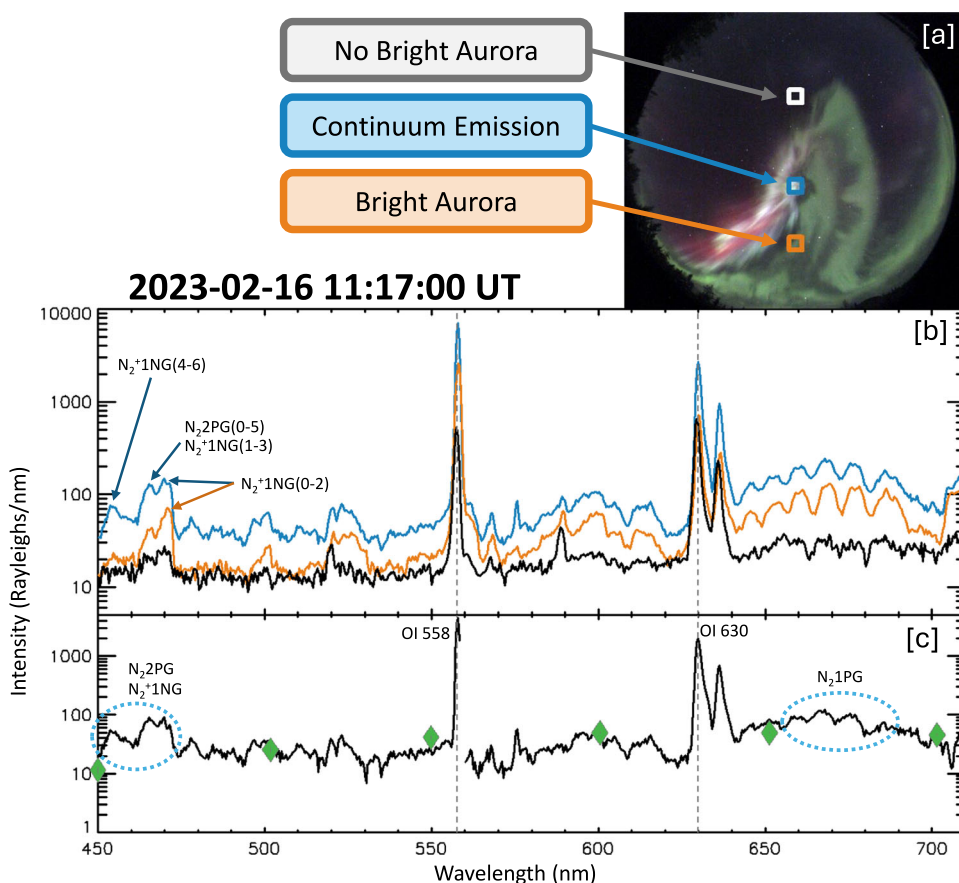 No Bright Aurora
Continuum Emission
Bright Aurora
[a]
2023-02-16 11:17:00 UT
[b]
10000
1000
100
10
N₂⁺1NG(4-6)
N₂2PG(0-5)
N₂⁺1NG(1-3)
N₂⁺1NG(0-2)
Intensity (Rayleighs/nm)
[c]
OI 558
OI 630
1000
100
10
1
N₂2PG
N₂⁺1NG
N₂1PG
450 500 550 600 650 700
Wavelength (nm)